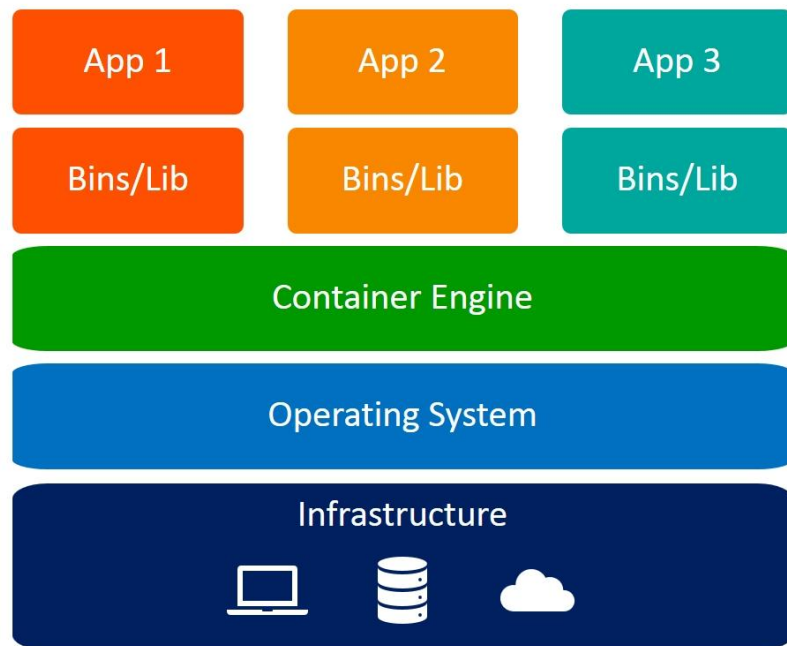 App 1
App 2
App 3
Bins/Lib
Bins/Lib
Bins/Lib
Container Engine
Operating System
Infrastructure